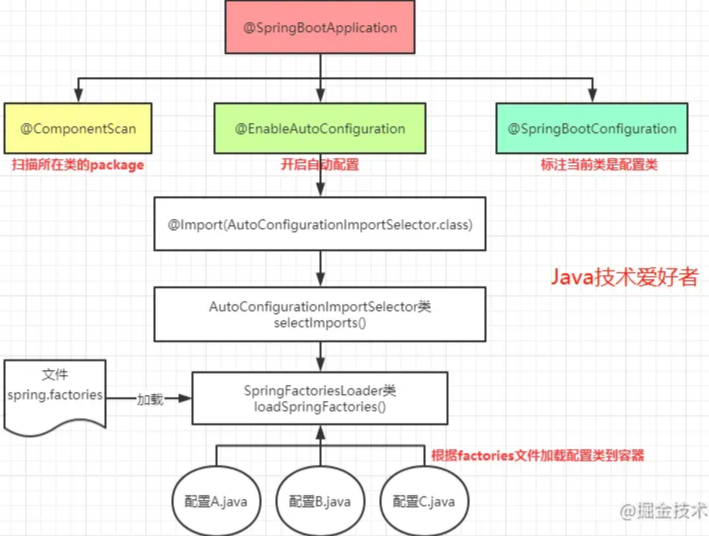 @SpringBootApplication
@ComponentScan
@EnableAutoConfiguration
@SpringBootConfiguration
扫描所在类的package
开启自动配置
标注当前类是配置类
@Import(AutoConfigurationImportSelector.class)
Java技术爱好者
AutoConfigurationImportSelector类
selectImports()
文件
spring.factories
加载
SpringFactoriesLoader类
loadSpringFactories()
根据factories文件加载配置类到容器
配置A.java
配置B.java
配置C.java
@掘金技术